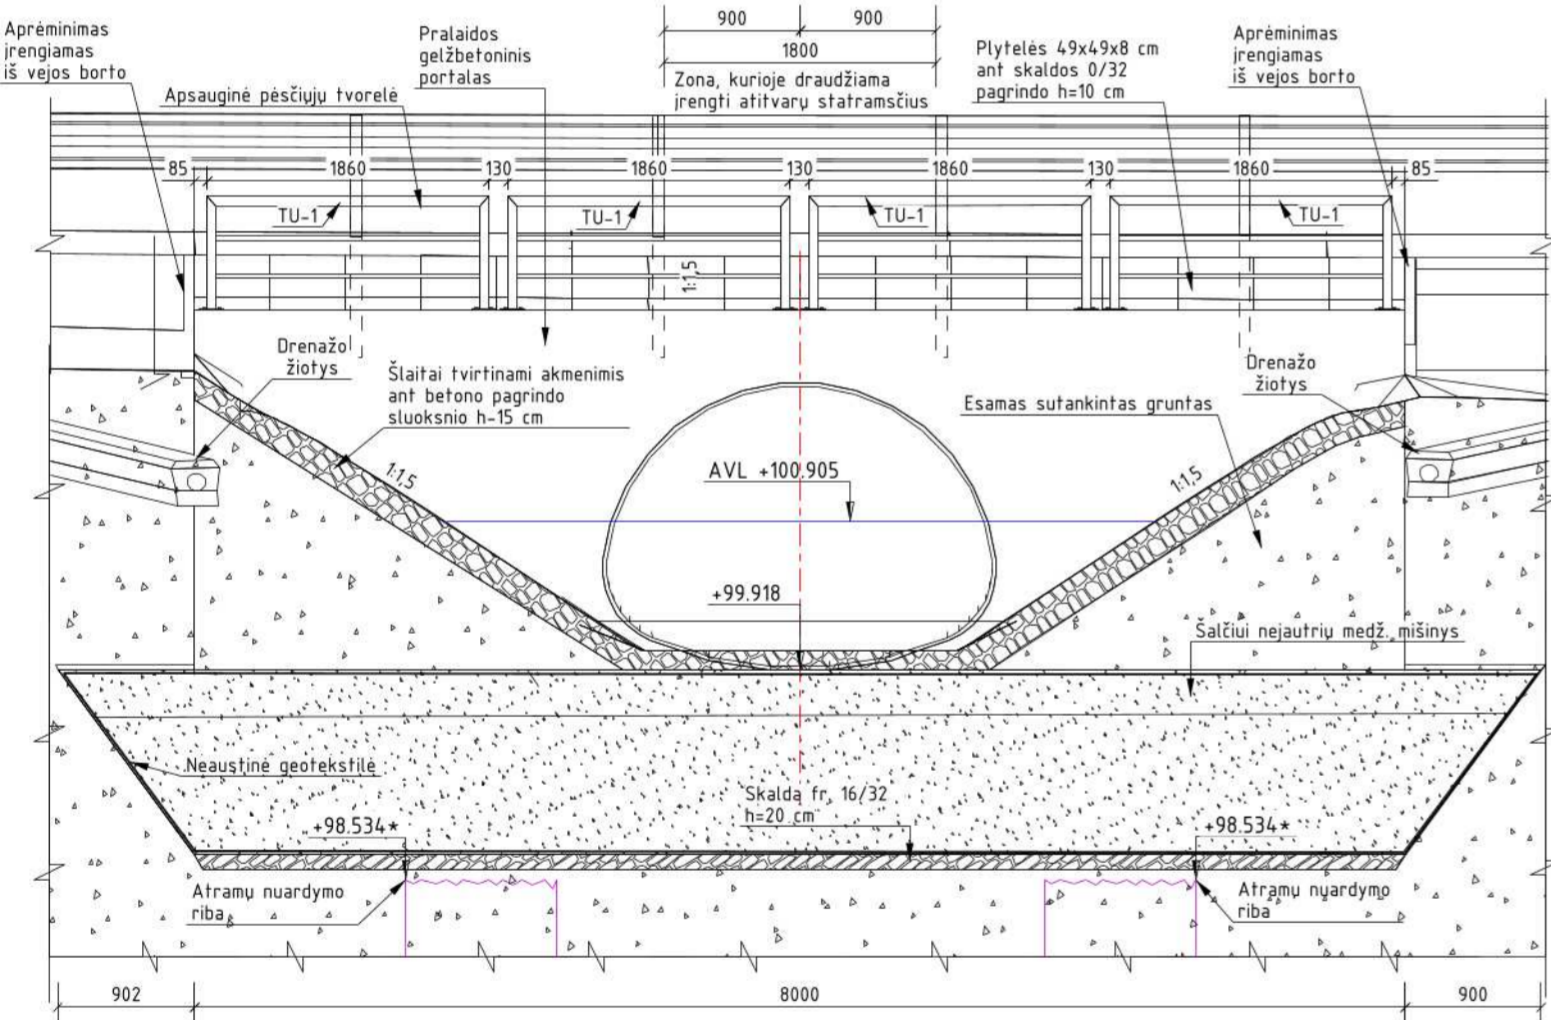 900
900
1800
Zona, kurioje draudžiama
įrengti atitvarų statramsčius
Aprėminimas
įrengiamas
iš vejos borto
Pralaidos
gelžbetoninis
portalas
Plytelės 49x49x8 cm
ant skaldos 0/32
pagrindo h=10 cm
Aprėminimas
įrengiamas
iš vejos borto
Apsauginė pėsčiųjų tvorelė
85
1860
130
1860
130
1860
130
1860
85
TU-1
TU-1
TU-1
TU-1
1:1,5
Drenažo
žiotys
Šlaitai tvirtinami akmenimis
ant betono pagrindo
sluoksnio h-15 cm
Drenažo
žiotys
Esamas sutankintas gruntas
1:1,5
AVL +100.905
1:1,5
+99.918
Šalčiui nejautrių medž. mišinys
Neaustinė geotekstilė
Skalda fr. 16/32
h=20 cm
+98.534*
+98.534*
Atramų nuardymo
riba
Atramų nuardymo
riba
902
8000
900